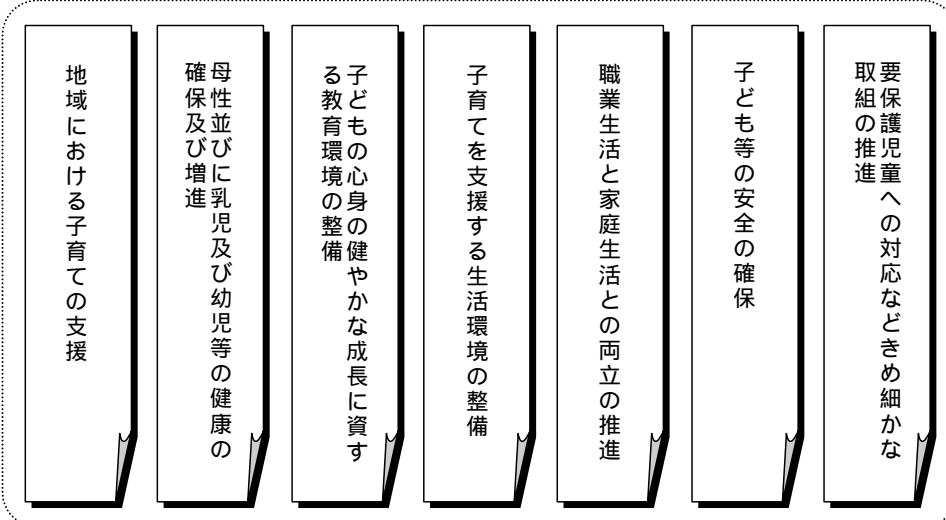 地域における子育ての支援
母性並びに乳児及び幼児等の健康の
確保及び増進
子どもの心身の健やかな成長に資す
る教育環境の整備
子育てを支援する生活環境の整備
職業生活と家庭生活との両立の推進
子ども等の安全の確保
要保護児童への対応などきめ細かな
取組の推進